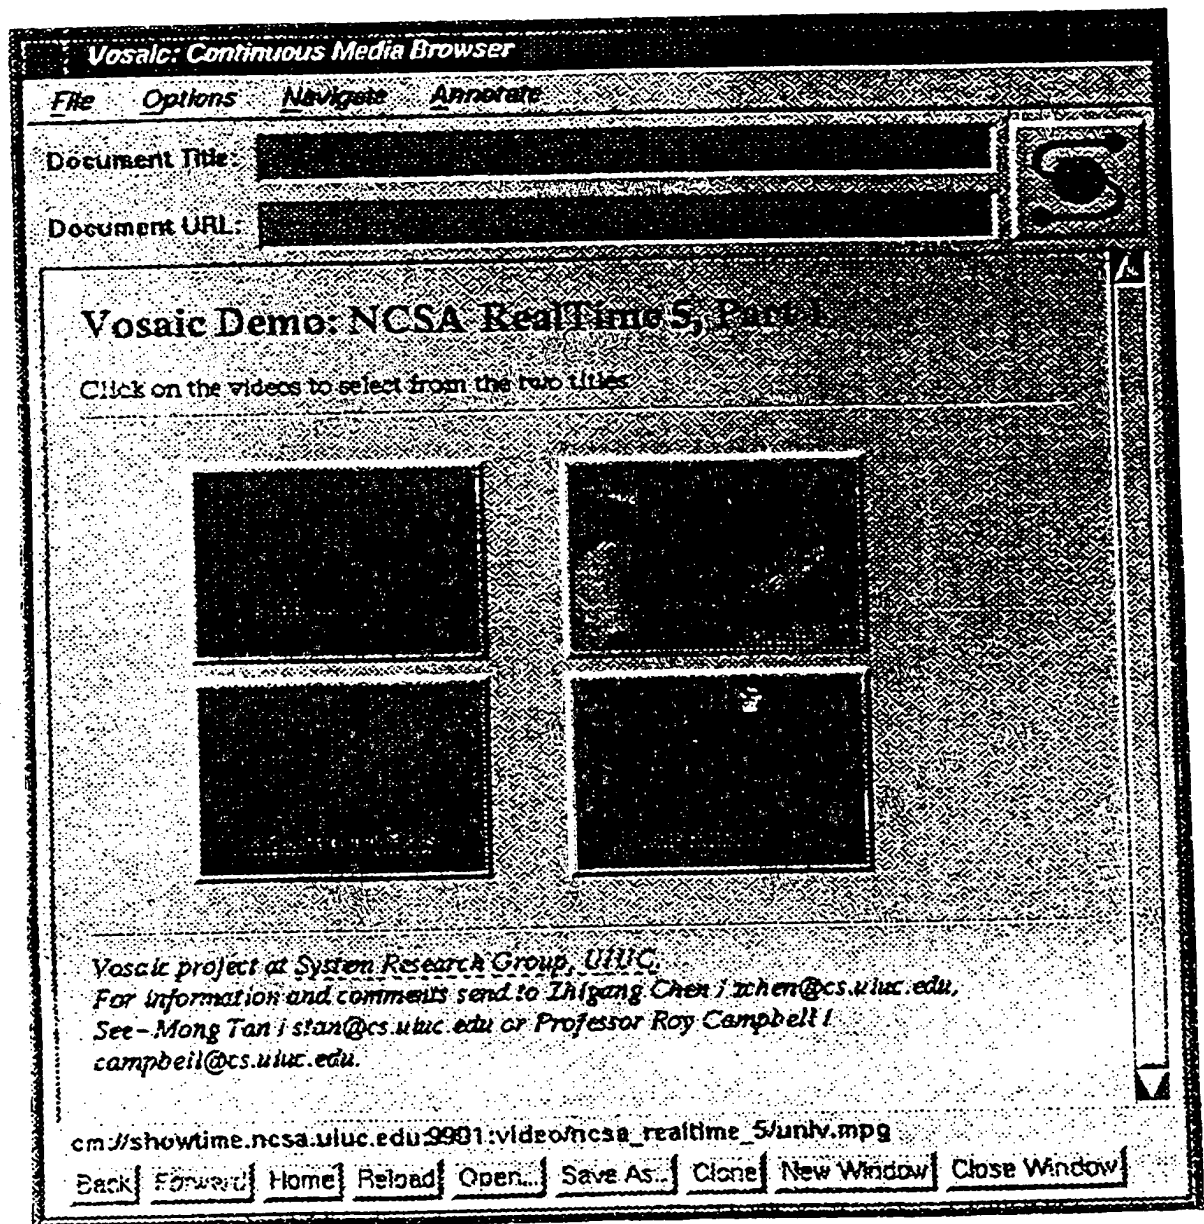 Vosaic: Continuous Media Browser
File Options Navigate Annotate
Document Title:
Document URL:
Vosaic Demo: NCSA RealTime 5, Part 1
Click on the videos to select from the two titles
Vosaic project at System Research Group, UIUC.
For information and comments send to Zhigang Chen / zchen@cs.uiuc.edu,
See-Mong Tan / stan@cs.uiuc.edu or Professor Roy Campbell /
campbell@cs.uiuc.edu.
cm://showtime.ncsa.uiuc.edu:9901:video/ncsa_realtime_5/univ.mpg
Back Forward Home Reload Open... Save As... Clone New Window Close Window